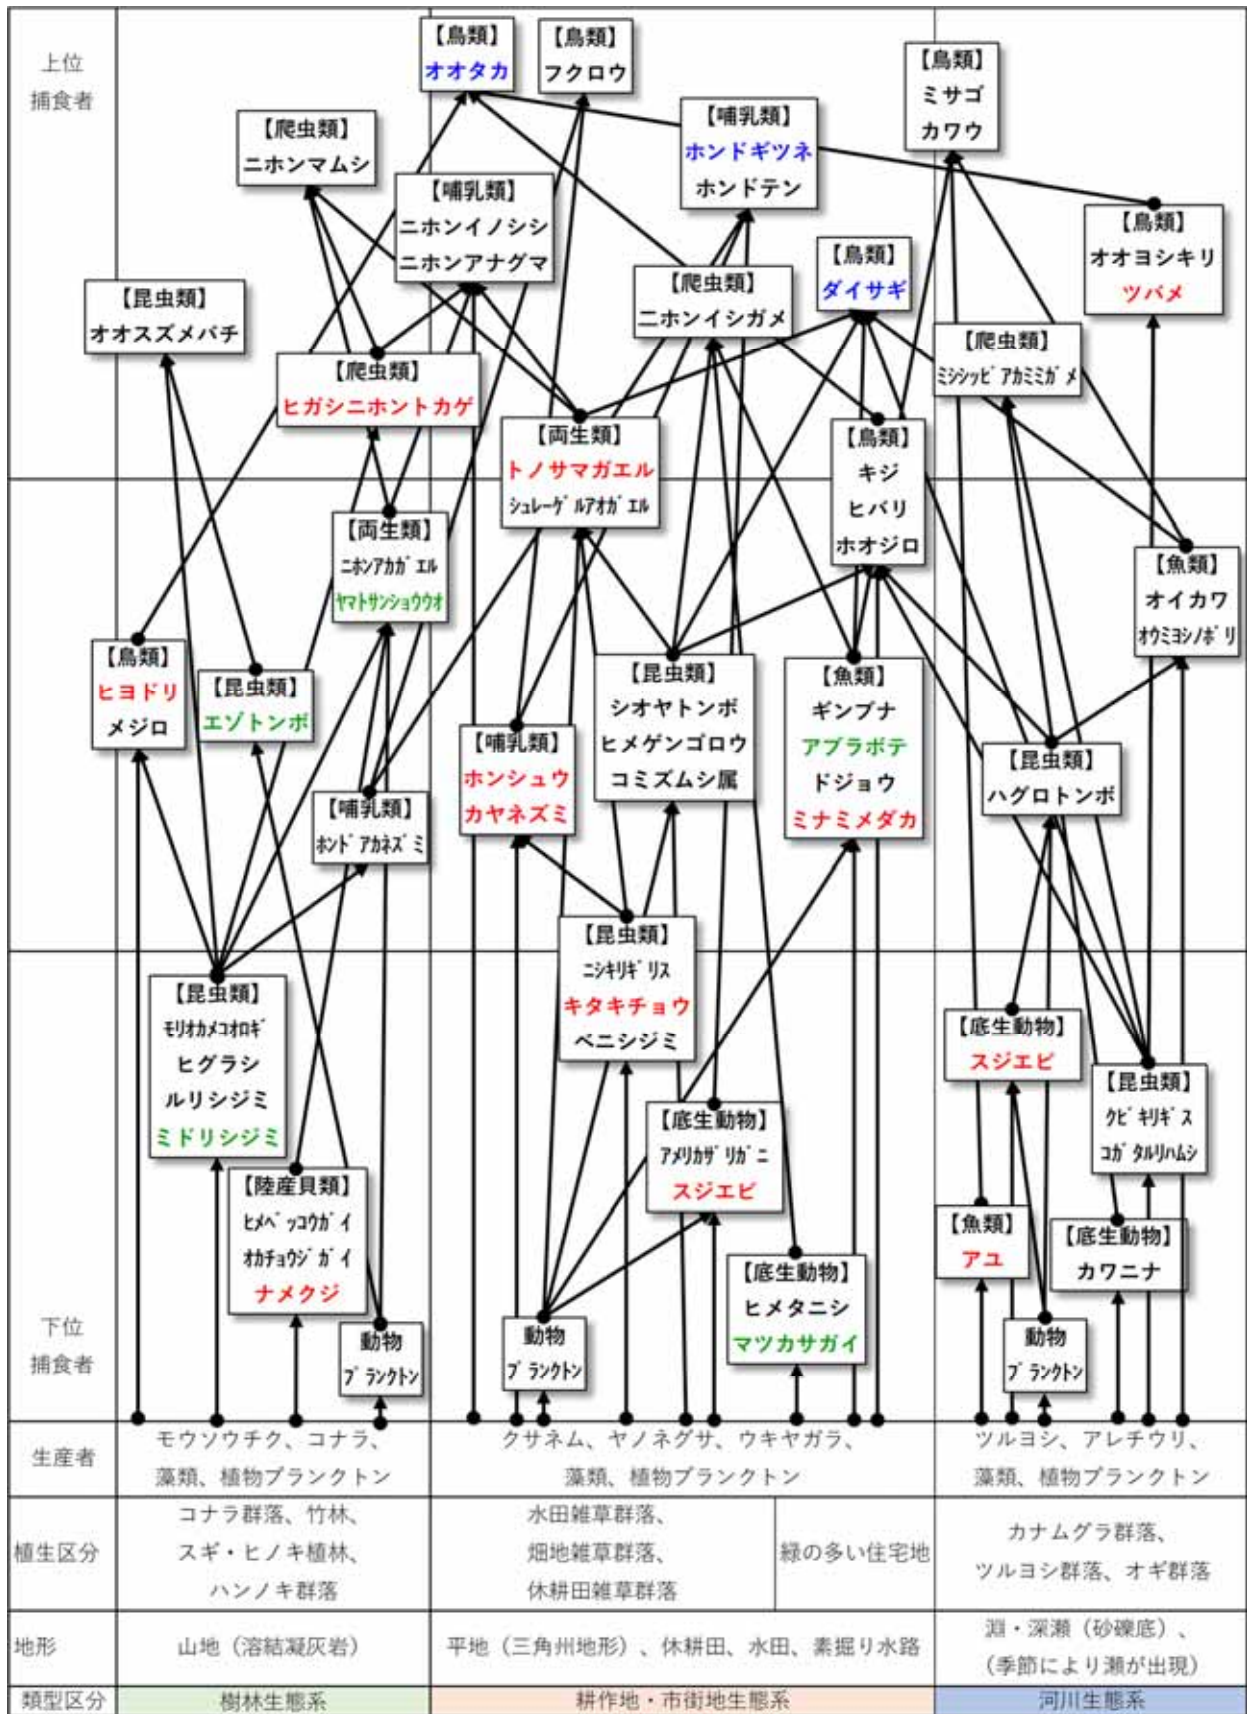 上位
捕食者
【鳥類】
オオタカ
【鳥類】
フクロウ
【鳥類】
ミサゴ
カワウ
【爬虫類】
ニホンマムシ
【哺乳類】
ホンドギツネ
ホンドテン
【哺乳類】
ニホンイノシシ
ニホンアナグマ
【鳥類】
オオヨシキリ
ツバメ
【鳥類】
ダイサギ
【爬虫類】
ニホンイシガメ
【昆虫類】
オオスズメバチ
【爬虫類】
ミシシッピアカミミガメ
【爬虫類】
ヒガシニホントカゲ
【両生類】
トノサマガエル
シュレーゲルアオガエル
【鳥類】
キジ
ヒバリ
ホオジロ
【両生類】
ニホンアカガエル
ヤマトサンショウウオ
【魚類】
オイカワ
オウミヨシノボリ
【鳥類】
ヒヨドリ
メジロ
【昆虫類】
エゾトンボ
【昆虫類】
シオヤトンボ
ヒメゲンゴロウ
コミズムシ属
【魚類】
ギンブナ
アブラボテ
ドジョウ
ミナミメダカ
【哺乳類】
ホンシュウ
カヤネズミ
【昆虫類】
ハグロトンボ
【哺乳類】
ホンドアカネズミ
【昆虫類】
ニシキリギリス
キタキチョウ
ベニシジミ
【昆虫類】
モリオカメコオロギ
ヒグラシ
ルリシジミ
ミドリシジミ
【底生動物】
スジエビ
【昆虫類】
クビキリギス
コガタルリハムシ
【底生動物】
アメリカザリガニ
スジエビ
【陸産貝類】
ヒメベッコウガイ
オカチョウジガイ
ナメクジ
【魚類】
アユ
【底生動物】
カワニナ
【底生動物】
ヒメタニシ
マツカサガイ
下位
捕食者
動物
プランクトン
動物
プランクトン
動物
プランクトン
生産者
モウソウチク、コナラ、
藻類、植物プランクトン
クサネム、ヤノネグサ、ウキヤガラ、
藻類、植物プランクトン
ツルヨシ、アレチウリ、
藻類、植物プランクトン
植生区分
コナラ群落、竹林、
スギ・ヒノキ植林、
ハンノキ群落
水田雑草群落、
畑地雑草群落、
休耕田雑草群落
緑の多い住宅地
カナムグラ群落、
ツルヨシ群落、オギ群落
地形
山地（溶結凝灰岩）
平地（三角州地形）、休耕田、水田、素掘り水路
淵・深瀬（砂礫底）、
（季節により瀬が出現）
類型区分
樹林生態系
耕作地・市街地生態系
河川生態系